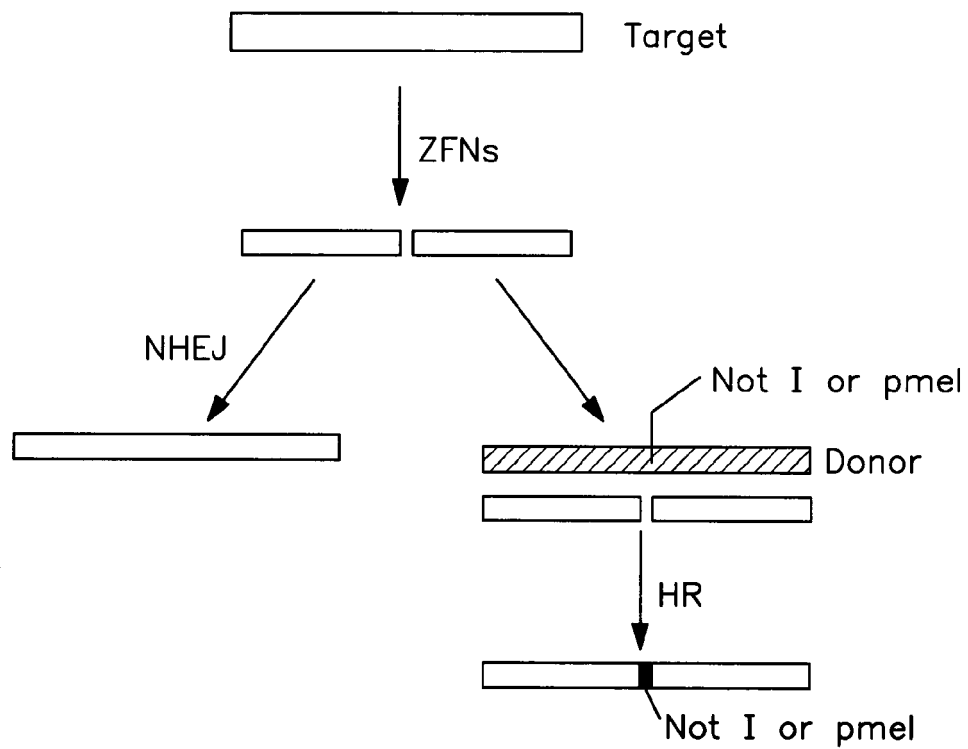 Target
ZFNs
NHEJ
Not I or pmel
Donor
HR
Not I or pmel